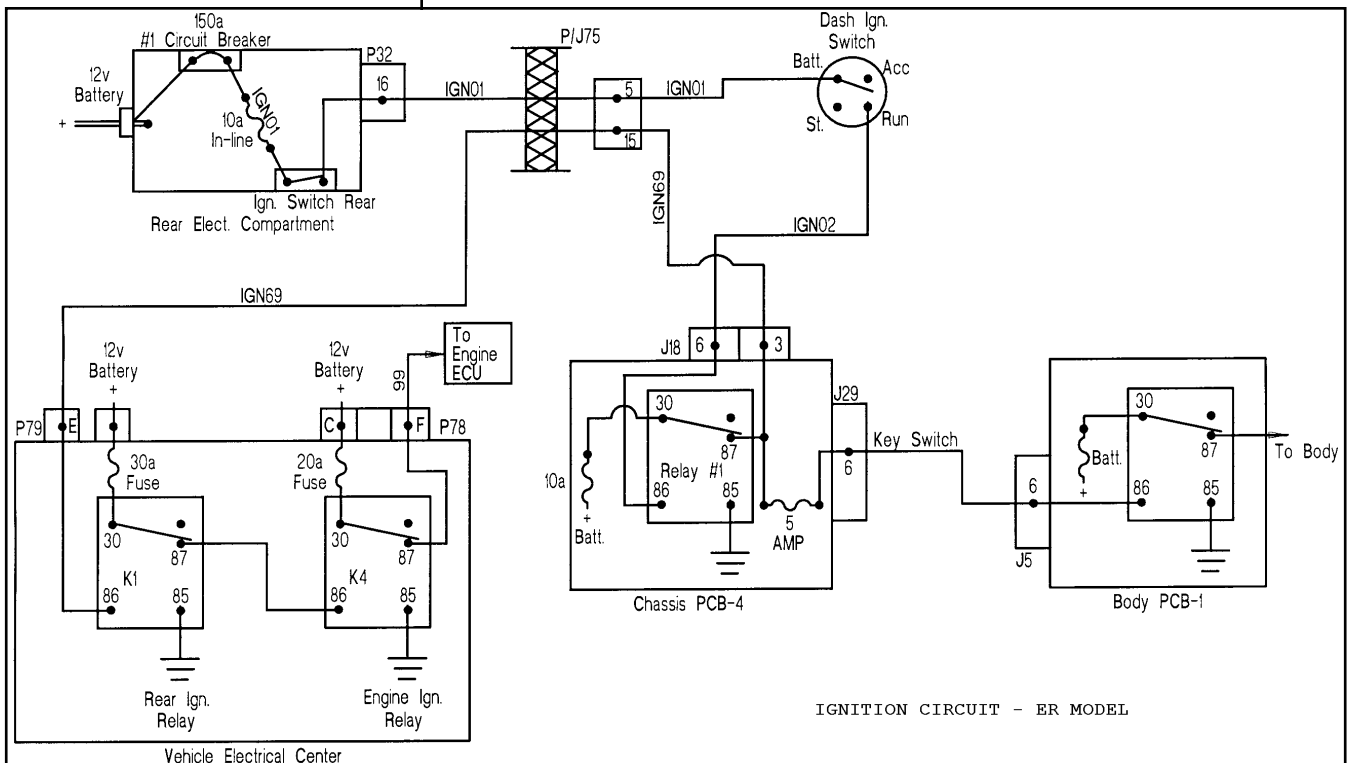 150a
#1 Circuit Breaker
12v
Battery
+
IGN01
10a
In-line
Ign. Switch Rear
Rear Elect. Compartment
P32
16
IGN01
P/J75
5
15
IGN01
IGN69
Dash Ign.
Switch
Batt.
Acc
St.
Run
IGN02
IGN69
To
Engine
ECU
99
12v
Battery
+
12v
Battery
+
P79
E
C
F
P78
30a
Fuse
20a
Fuse
30
87
K1
86
85
30
87
K4
86
85
Rear Ign.
Relay
Engine Ign.
Relay
Vehicle Electrical Center
J18
6
3
30
87
Relay #1
86
85
10a
+
Batt.
5
AMP
J29
6
Key Switch
Chassis PCB-4
6
J5
30
87
Batt.
+
86
85
To Body
Body PCB-1
IGNITION CIRCUIT - ER MODEL